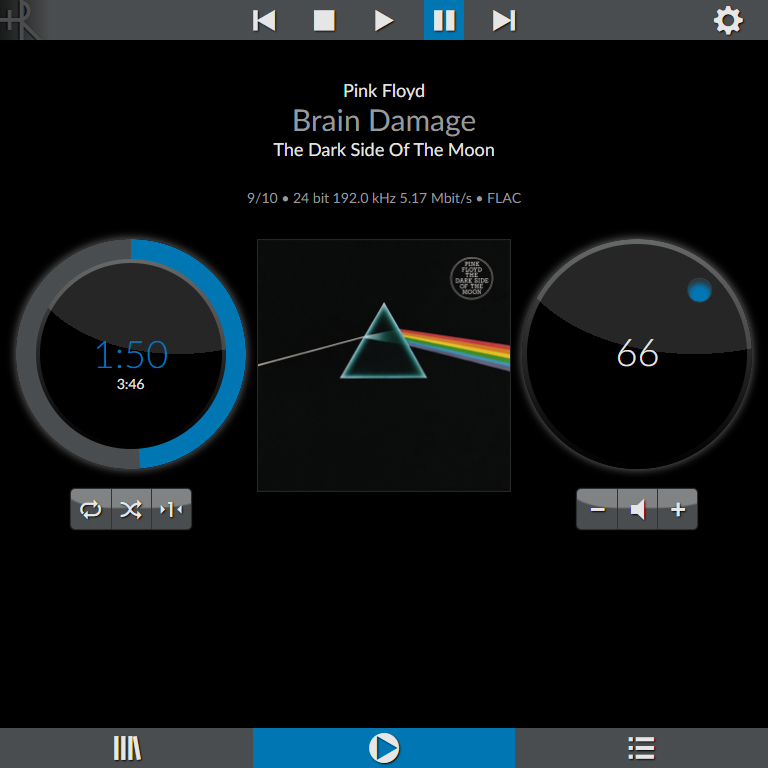 Pink Floyd
Brain Damage
The Dark Side Of The Moon
9/10 • 24 bit 192.0 kHz 5.17 Mbit/s • FLAC
1:50
3:46
PINK
FLOYD
THE
DARK SIDE
OF THE
MOON
66
1